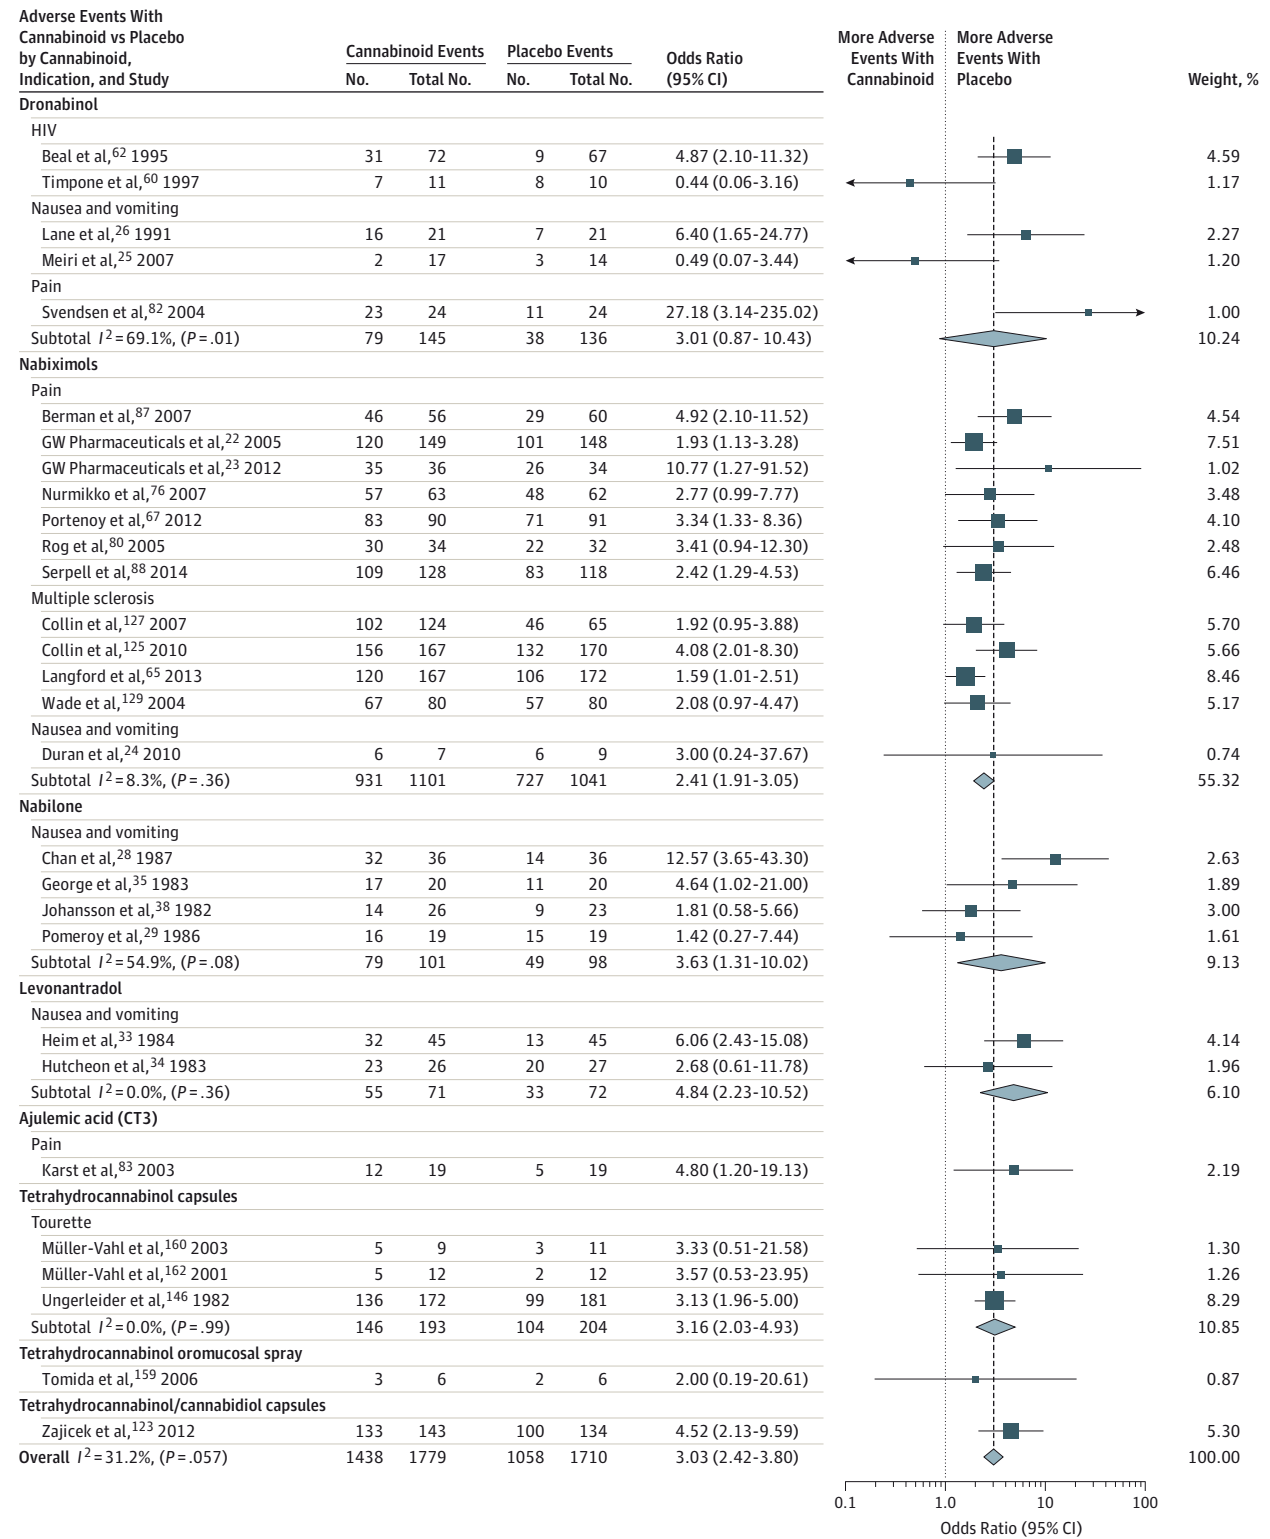 Adverse Events With
Cannabinoid vs Placebo
by Cannabinoid,
Indication, and Study
Cannabinoid Events Placebo Events
No. Total No. No. Total No.
Odds Ratio
(95% CI)
More Adverse
Events With
Cannabinoid
More Adverse
Events With
Placebo
Weight, %
Dronabinol
HIV
Beal et al,62 1995 31 72 9 67 4.87 (2.10-11.32) 4.59
Timpone et al,60 1997 7 11 8 10 0.44 (0.06-3.16) 1.17
Nausea and vomiting
Lane et al,26 1991 16 21 7 21 6.40 (1.65-24.77) 2.27
Meiri et al,25 2007 2 17 3 14 0.49 (0.07-3.44) 1.20
Pain
Svendsen et al,82 2004 23 24 11 24 27.18 (3.14-235.02) 1.00
Subtotal I2 = 69.1%, (P = .01) 79 145 38 136 3.01 (0.87- 10.43) 10.24
Nabiximols
Pain
Berman et al,87 2007 46 56 29 60 4.92 (2.10-11.52) 4.54
GW Pharmaceuticals et al,22 2005 120 149 101 148 1.93 (1.13-3.28) 7.51
GW Pharmaceuticals et al,23 2012 35 36 26 34 10.77 (1.27-91.52) 1.02
Nurmikko et al,76 2007 57 63 48 62 2.77 (0.99-7.77) 3.48
Portenoy et al,67 2012 83 90 71 91 3.34 (1.33- 8.36) 4.10
Rog et al,80 2005 30 34 22 32 3.41 (0.94-12.30) 2.48
Serpell et al,88 2014 109 128 83 118 2.42 (1.29-4.53) 6.46
Multiple sclerosis
Collin et al,127 2007 102 124 46 65 1.92 (0.95-3.88) 5.70
Collin et al,125 2010 156 167 132 170 4.08 (2.01-8.30) 5.66
Langford et al,65 2013 120 167 106 172 1.59 (1.01-2.51) 8.46
Wade et al,129 2004 67 80 57 80 2.08 (0.97-4.47) 5.17
Nausea and vomiting
Duran et al,24 2010 6 7 6 9 3.00 (0.24-37.67) 0.74
Subtotal I2 = 8.3%, (P = .36) 931 1101 727 1041 2.41 (1.91-3.05) 55.32
Nabilone
Nausea and vomiting
Chan et al,28 1987 32 36 14 36 12.57 (3.65-43.30) 2.63
George et al,35 1983 17 20 11 20 4.64 (1.02-21.00) 1.89
Johansson et al,38 1982 14 26 9 23 1.81 (0.58-5.66) 3.00
Pomeroy et al,29 1986 16 19 15 19 1.42 (0.27-7.44) 1.61
Subtotal I2 = 54.9%, (P = .08) 79 101 49 98 3.63 (1.31-10.02) 9.13
Levonantradol
Nausea and vomiting
Heim et al,33 1984 32 45 13 45 6.06 (2.43-15.08) 4.14
Hutcheon et al,34 1983 23 26 20 27 2.68 (0.61-11.78) 1.96
Subtotal I2 = 0.0%, (P = .36) 55 71 33 72 4.84 (2.23-10.52) 6.10
Ajulemic acid (CT3)
Pain
Karst et al,83 2003 12 19 5 19 4.80 (1.20-19.13) 2.19
Tetrahydrocannabinol capsules
Tourette
Müller-Vahl et al,160 2003 5 9 3 11 3.33 (0.51-21.58) 1.30
Müller-Vahl et al,162 2001 5 12 2 12 3.57 (0.53-23.95) 1.26
Ungerleider et al,146 1982 136 172 99 181 3.13 (1.96-5.00) 8.29
Subtotal I2 = 0.0%, (P = .99) 146 193 104 204 3.16 (2.03-4.93) 10.85
Tetrahydrocannabinol oromucosal spray
Tomida et al,159 2006 3 6 2 6 2.00 (0.19-20.61) 0.87
Tetrahydrocannabinol/cannabidiol capsules
Zajicek et al,123 2012 133 143 100 134 4.52 (2.13-9.59) 5.30
Overall I2 = 31.2%, (P = .057) 1438 1779 1058 1710 3.03 (2.42-3.80) 100.00
0.1 1.0 10 100
Odds Ratio (95% CI)